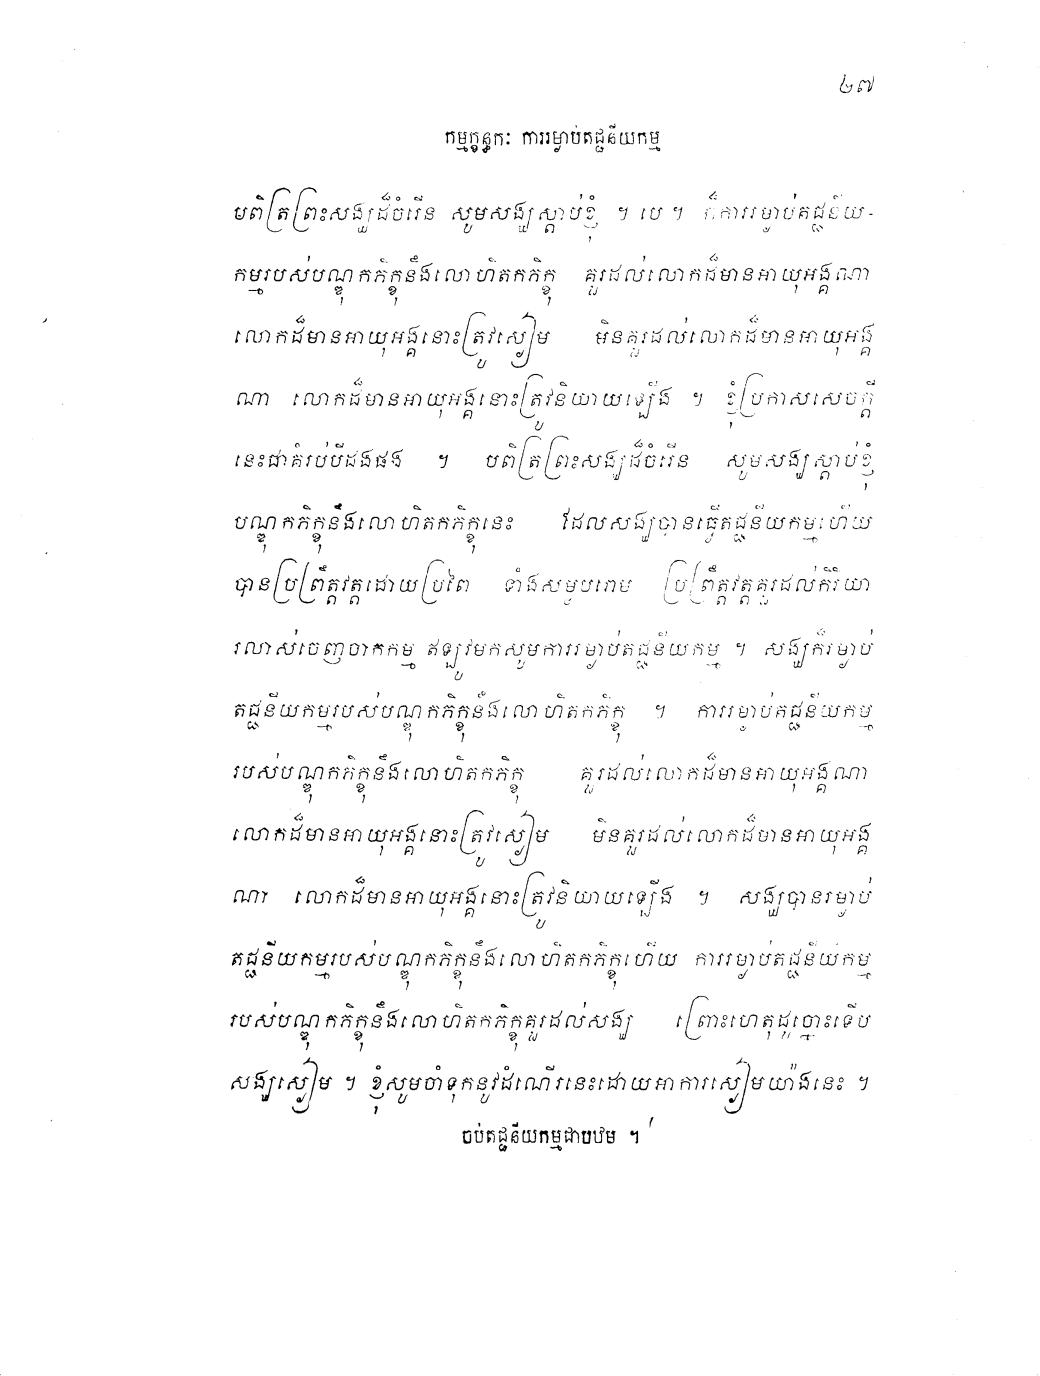 ២៧
កម្មក្ខន្ធកៈ ការរម្ងាប់តជ្ជនីយកម្ម
បពិត្រព្រះសង្ឃដ៏ចំរើន សូមសង្ឃស្តាប់ខ្ញុំ ។ បេ ។ ក៏ការរម្ងាប់តជ្ជនីយ-
កម្មរបស់បណ្ឌុកភិក្ខុនឹងលោហិតកភិក្ខុ គួរដល់លោកដ៏មានអាយុអង្គណា
លោកដ៏មានអាយុអង្គនោះត្រូវស្ងៀម មិនគួរដល់លោកដ៏មានអាយុអង្គ
ណា លោកដ៏មានអាយុអង្គនោះត្រូវនិយាយឡើង ។ ខ្ញុំប្រកាសសេចក្តី
នេះជាគំរប់បីដងផង ។ បពិត្រព្រះសង្ឃដ៏ចំរើន សូមសង្ឃស្តាប់ខ្ញុំ
បណ្ឌុកភិក្ខុនឹងលោហិតកភិក្ខុនេះ ដែលសង្ឃបានធ្វើតជ្ជនីយកម្មហើយ
បានប្រព្រឹត្តវត្តដោយប្រពៃ ទាំងសម្ងបរោម ប្រព្រឹត្តវត្តគួរដល់កិរិយា
រលាស់ចេញចាកកម្ម ឥឡូវមកសូមការរម្ងាប់តជ្ជនីយកម្ម ។ សង្ឃក៏រម្ងាប់
តជ្ជនីយកម្មរបស់បណ្ឌុកភិក្ខុនឹងលោហិតកភិក្ខុ ។ ការរម្ងាប់តជ្ជនីយកម្ម
របស់បណ្ឌុកភិក្ខុនឹងលោហិតកភិក្ខុ គួរដល់លោកដ៏មានអាយុអង្គណា
លោកដ៏មានអាយុអង្គនោះត្រូវស្ងៀម មិនគួរដល់លោកដ៏មានអាយុអង្គ
ណា លោកដ៏មានអាយុអង្គនោះត្រូវនិយាយឡើង ។ សង្ឃបានរម្ងាប់
តជ្ជនីយកម្មរបស់បណ្ឌុកភិក្ខុនឹងលោហិតកភិក្ខុហើយ ការរម្ងាប់តជ្ជនីយកម្ម
របស់បណ្ឌុកភិក្ខុនឹងលោហិតកភិក្ខុគួរដល់សង្ឃ ព្រោះហេតុដូច្នោះទើប
សង្ឃស្ងៀម ។ ខ្ញុំសូមចាំទុកនូវដំណើរនេះដោយអាការស្ងៀមយ៉ាងនេះ ។
ចប់តជ្ជនីយកម្មជាបឋម ។